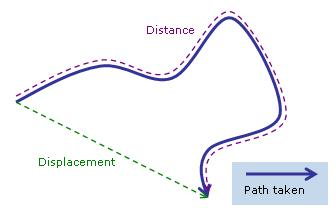 Distance
Displacement
Path taken